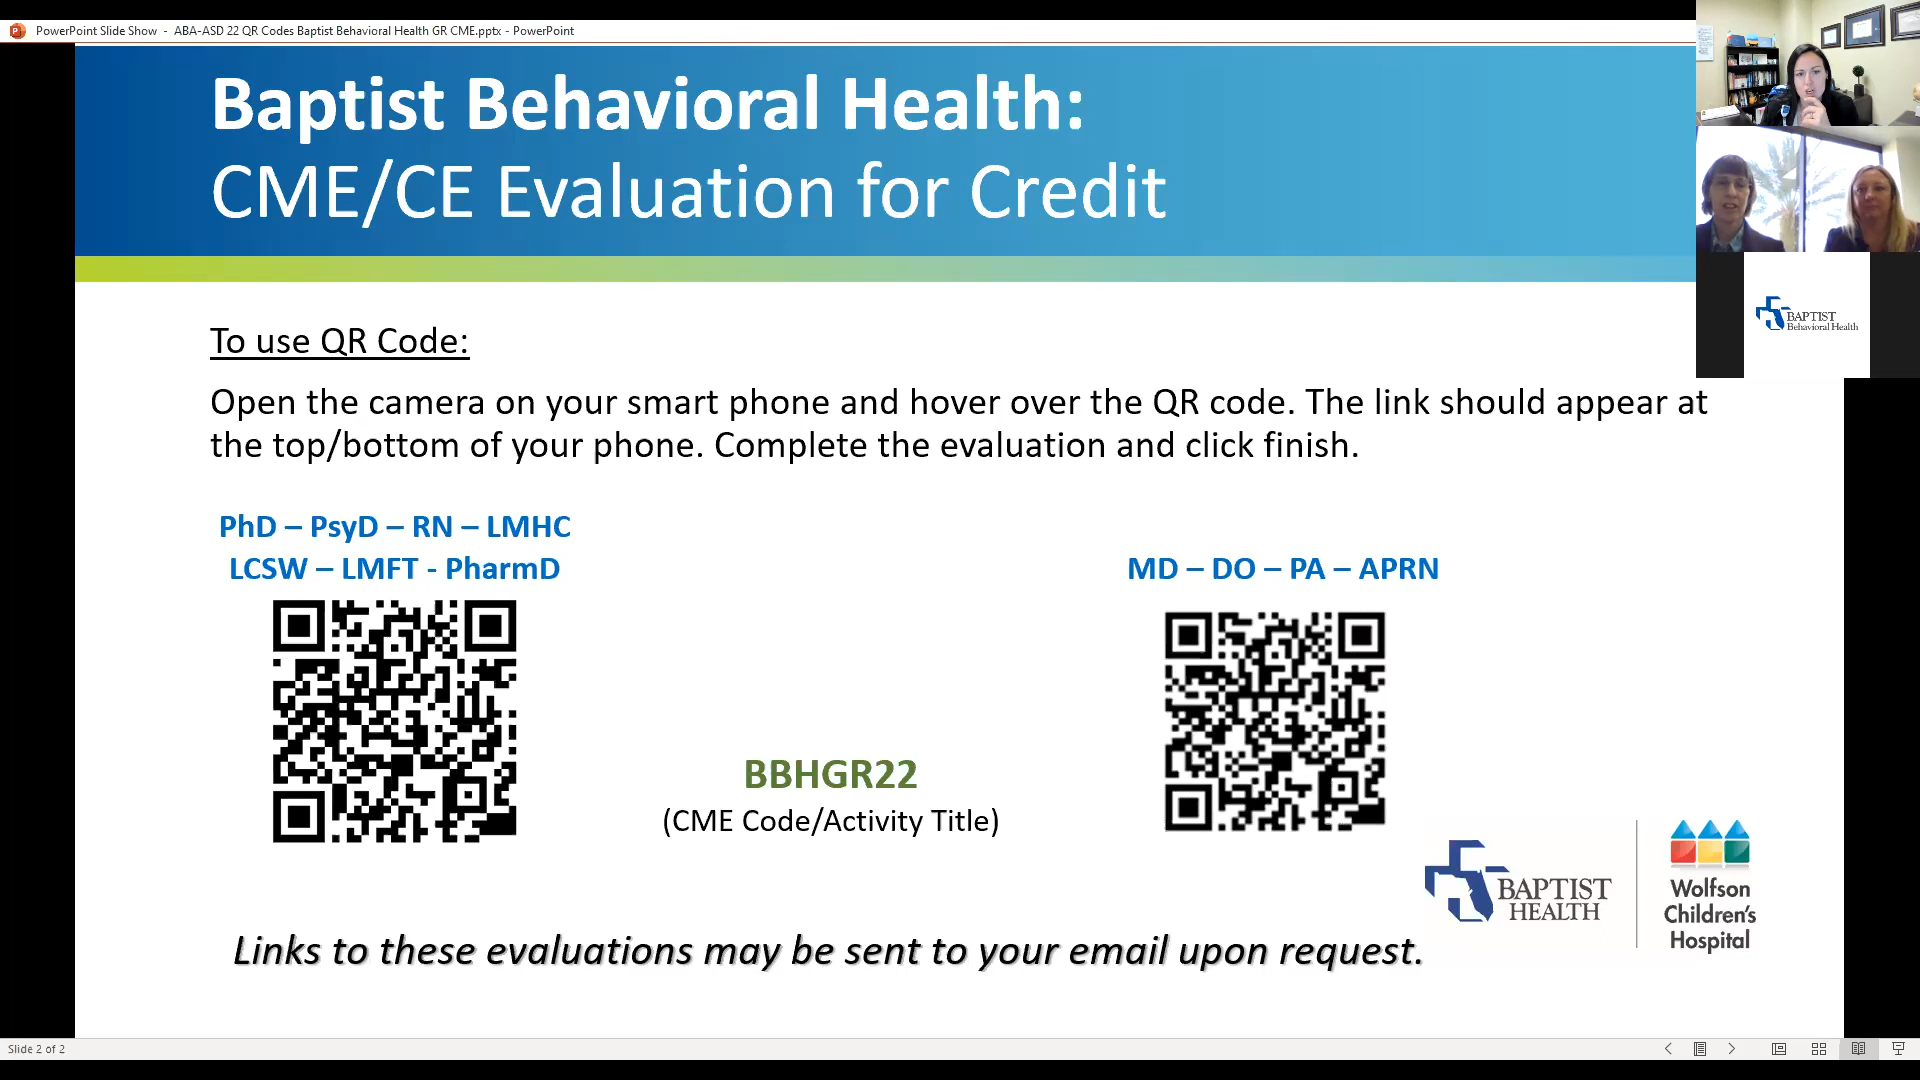 PowerPoint Slide Show - ABA-ASD 22 QR Codes Baptist Behavioral Health GR CME.pptx - PowerPoint
Baptist Behavioral Health:
CME/CE Evaluation for Credit
BAPTIST
Behavioral Health
To use QR Code:
Open the camera on your smart phone and hover over the QR code. The link should appear at
the top/bottom of your phone. Complete the evaluation and click finish.
PhD – PsyD – RN – LMHC
LCSW – LMFT - PharmD
MD – DO – PA – APRN
BBHGR22
(CME Code/Activity Title)
BAPTIST
HEALTH
Wolfson
Children's
Hospital
Links to these evaluations may be sent to your email upon request.
Slide 2 of 2